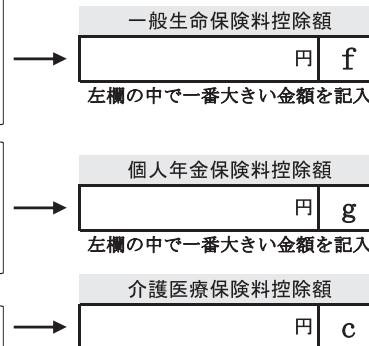 一般生命保険料控除額
円 f
左欄の中で一番大きい金額を記入
個人年金保険料控除額
円 g
左欄の中で一番大きい金額を記入
介護医療保険料控除額
円 c